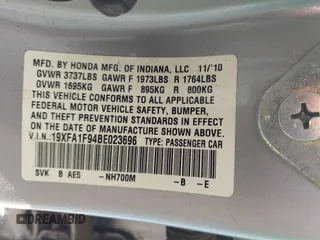 MFD. BY HONDA MFG. OF INDIANA, LLC 11/'10
GVWR 3737LBS GAWR F 1973LBS R 1764LBS
GVWR 1695KG GAWR F 895KG R 800KG
THIS VEHICLE CONFORMS TO ALL APPLICABLE
FEDERAL MOTOR VEHICLE SAFETY, BUMPER,
AND THEFT PREVENTION STANDARDS IN EFFECT
ON THE DATE OF MANUFACTURE SHOWN ABOVE.
V.I.N.: 19XFA1F94BE023696 TYPE: PASSENGER CAR
SVK B AE5 -NH700M -B -E